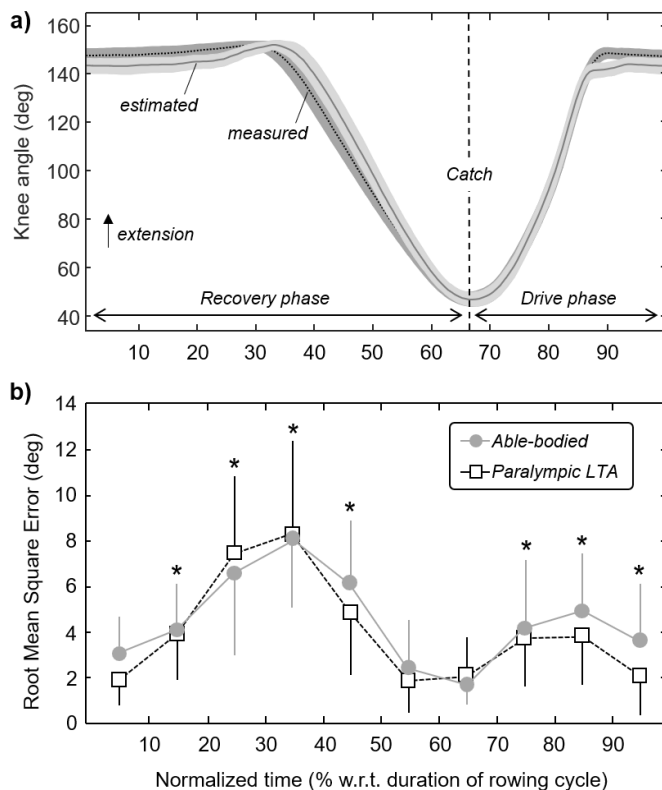 a)
160
140
120
100
80
60
40
Knee angle (deg)
estimated
measured
Catch
extension
Recovery phase
Drive phase
10 20 30 40 50 60 70 80 90
b)
14
12
10
8
6
4
2
0
Root Mean Square Error (deg)
* * * * * * *
Able-bodied
Paralympic LTA
10 20 30 40 50 60 70 80 90
Normalized time (% w.r.t. duration of rowing cycle)